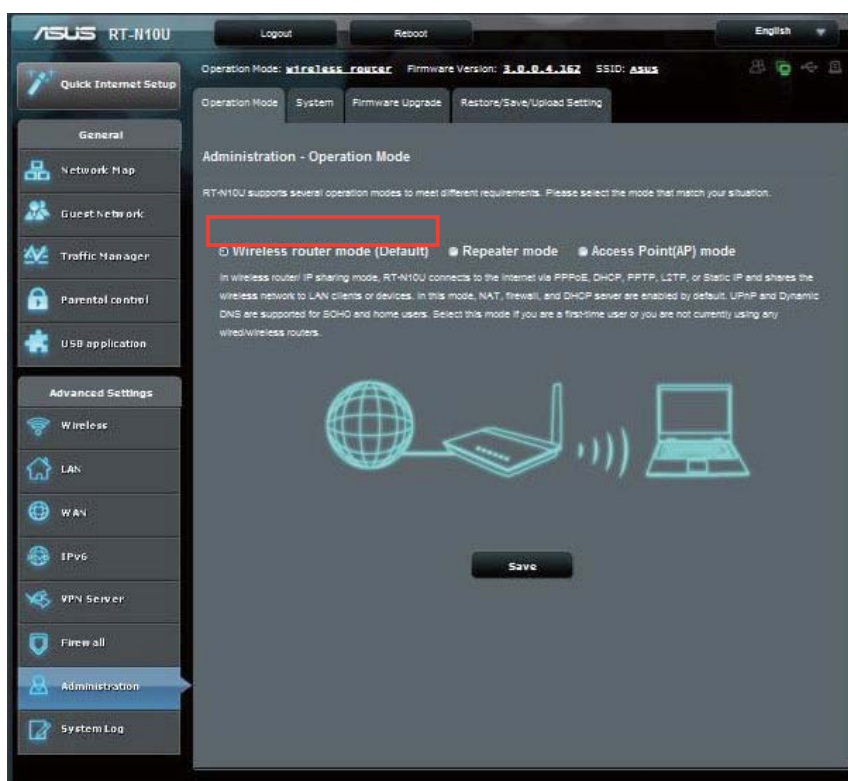 ASUS RT-N10U
Logout
Reboot
English
Quick Internet Setup
Operation Mode: wireless router Firmware Version: 3.0.0.4.162 SSID: ASUS
Operation Mode
System
Firmware Upgrade
Restore/Save/Upload Setting
General
Network Map
Guest Network
Traffic Manager
Parental control
USB application
Advanced Settings
Wireless
LAN
WAN
IPv6
VPN Server
Firewall
Administration
System Log
Administration - Operation Mode
RT-N10U supports several operation modes to meet different requirements. Please select the mode that match your situation.
Wireless router mode (Default) Repeater mode Access Point(AP) mode
In wireless router/ IP sharing mode, RT-N10U connects to the Internet via PPPoE, DHCP, PPTP, L2TP, or Static IP and shares the
wireless network to LAN clients or devices. In this mode, NAT, firewall, and DHCP server are enabled by default. UPnP and Dynamic
DNS are supported for SOHO and home users. Select this mode if you are a first-time user or you are not currently using any
wired/wireless routers.
Save